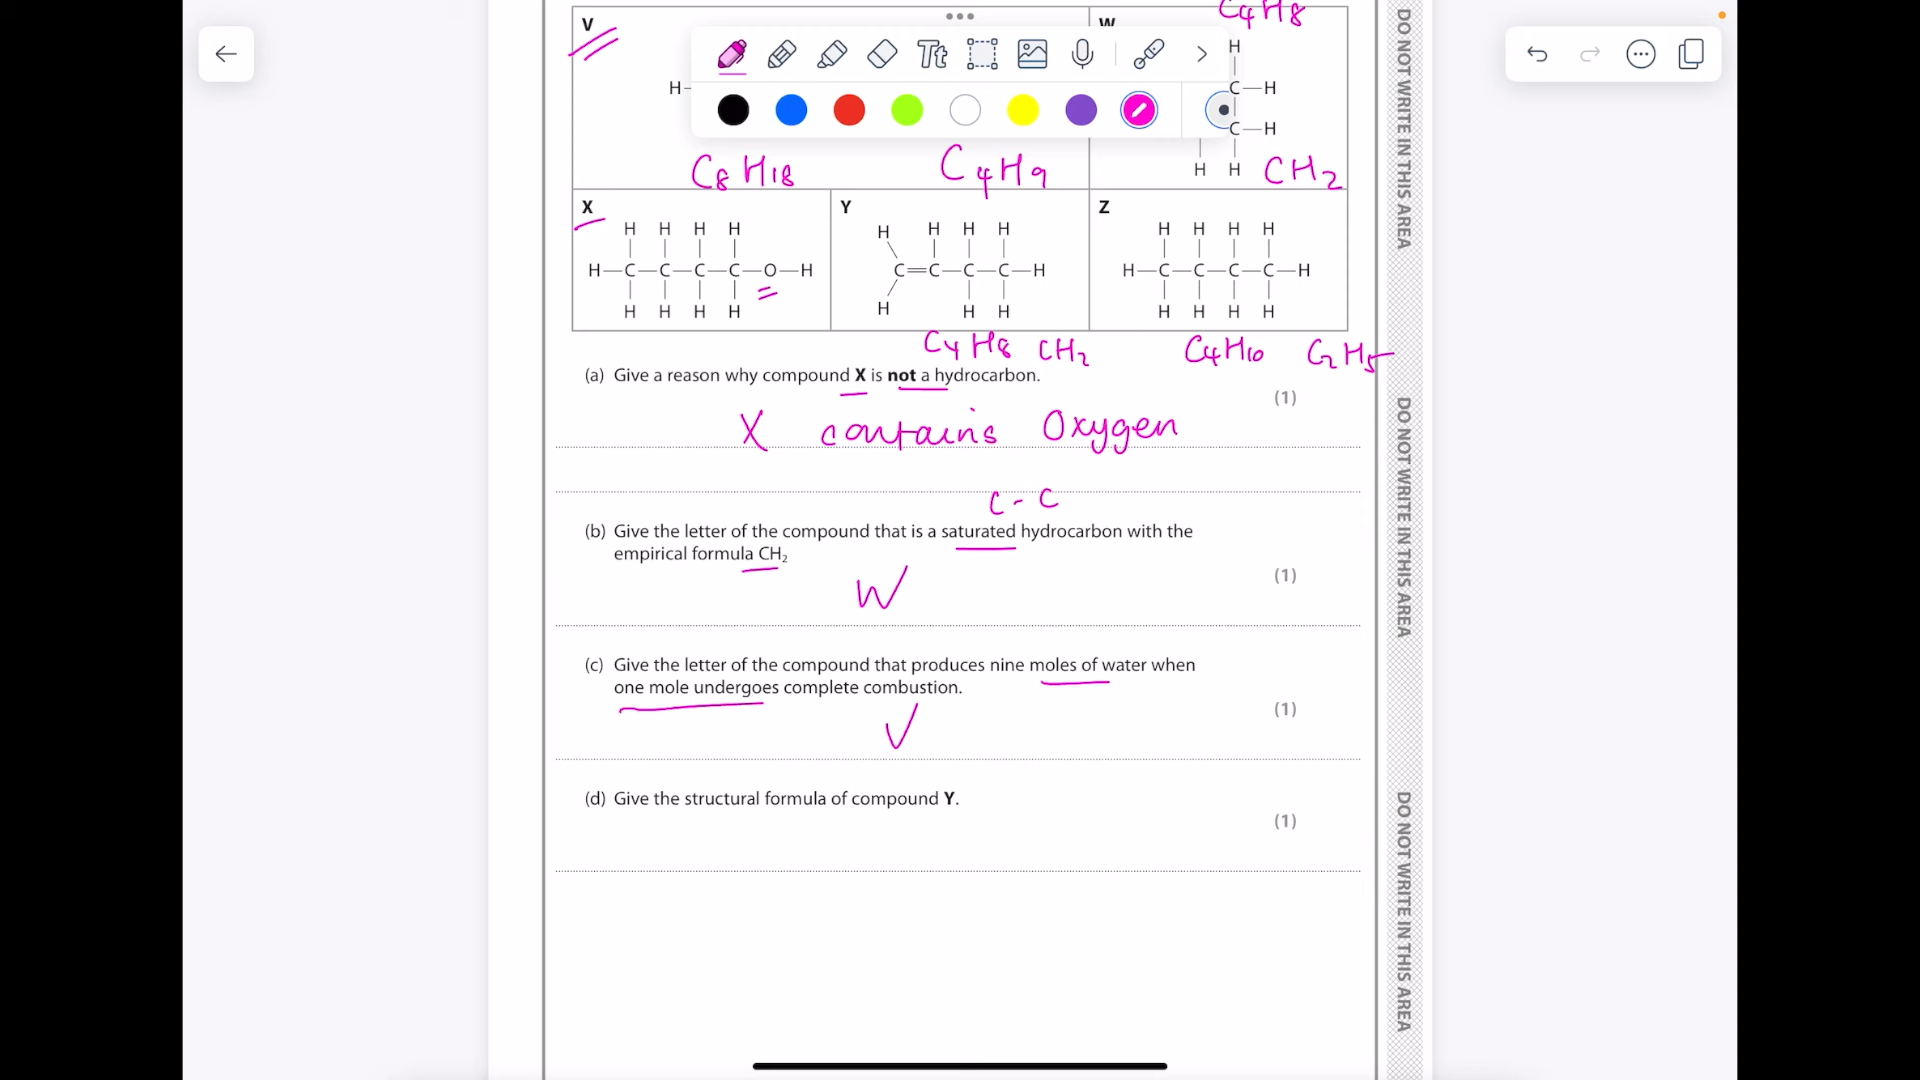 C4H8
V
W
Tt
H
H-
C—H
C—H
H H
C8H18
C4H9
CH2
X
Y
Z
H H H H
H H H H
H H H H
H—C—C—C—C—O—H
C=C—C—C—H
H—C—C—C—C—H
H H H H
H H H
H H H H
C4H8 CH2
C4H10 C2H5
(a) Give a reason why compound X is not a hydrocarbon.
(1)
X contains Oxygen
C-C
(b) Give the letter of the compound that is a saturated hydrocarbon with the
empirical formula CH₂
(1)
W
(c) Give the letter of the compound that produces nine moles of water when
one mole undergoes complete combustion.
(1)
V
(d) Give the structural formula of compound Y.
(1)
DO NOT WRITE IN THIS AREA
DO NOT WRITE IN THIS AREA
DO NOT WRITE IN THIS AREA